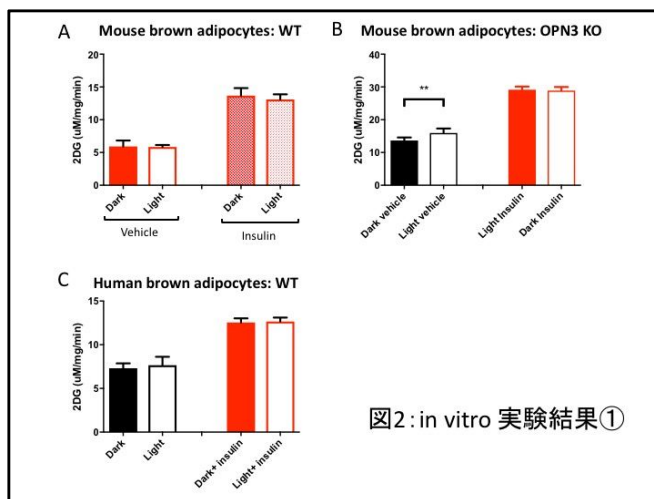 A
Mouse brown adipocytes: WT
2DG (uM/mg/min)
20
15
10
5
0
Dark
Light
Dark
Light
Vehicle
Insulin
B
Mouse brown adipocytes: OPN3 KO
2DG (uM/mg/min)
40
30
20
10
0
**
Dark vehicle
Light vehicle
Light Insulin
Dark Insulin
C
Human brown adipocytes: WT
2DG (uM/mg/min)
15
10
5
0
Dark
Light
Dark+ insulin
Light+ insulin
図2:in vitro 実験結果①